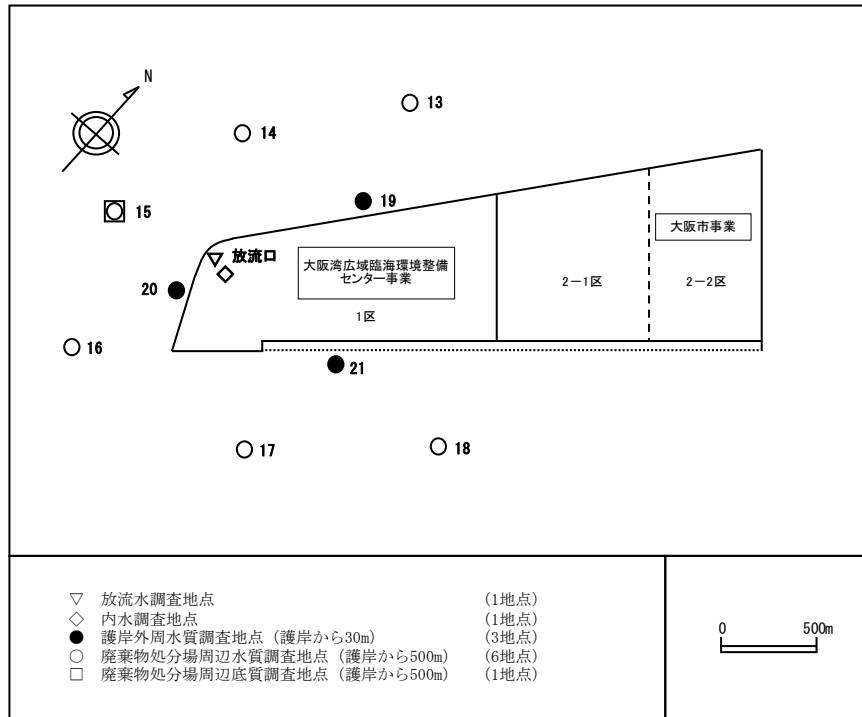 N
13
14
15
19
放流口
大阪市事業
大阪湾広域臨海環境整備
センター事業
20
2－1区
2－2区
1区
16
21
17
18
▽ 放流水調査地点 (1地点)
◇ 内水調査地点 (1地点)
● 護岸外周水質調査地点（護岸から30m） (3地点)
○ 廃棄物処分場周辺水質調査地点（護岸から500m） (6地点)
□ 廃棄物処分場周辺底質調査地点（護岸から500m） (1地点)
0 500m